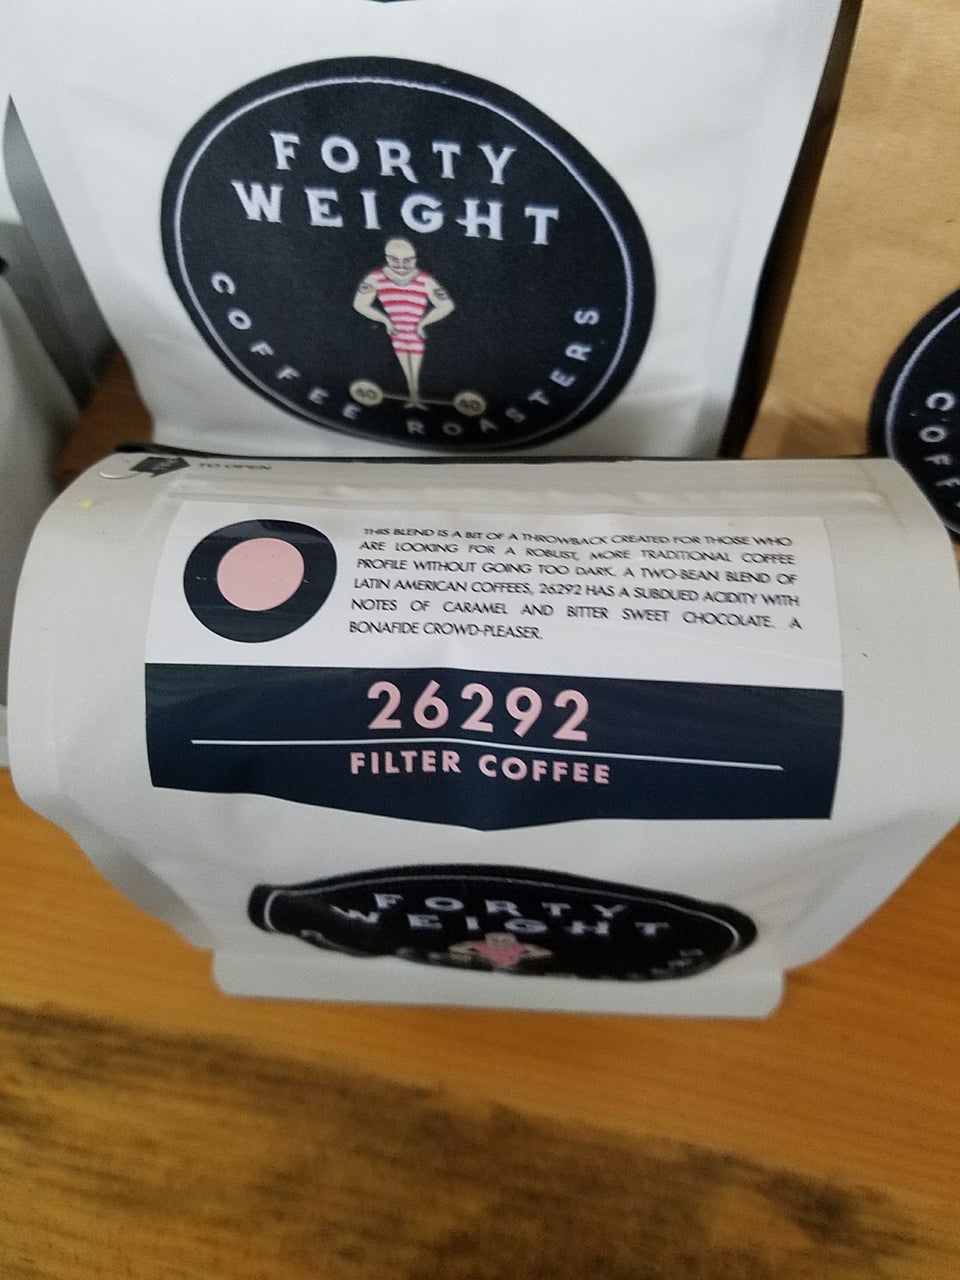 FORTY
WEIGHT
COFFEE ROASTERS
40 40
COFF
TO OPEN
THIS BLEND IS A BIT OF A THROWBACK CREATED FOR THOSE WHO
ARE LOOKING FOR A ROBUST, MORE TRADITIONAL COFFEE
PROFILE WITHOUT GOING TOO DARK. A TWO-BEAN BLEND OF
LATIN AMERICAN COFFEES, 26292 HAS A SUBDUED ACIDITY WITH
NOTES OF CARAMEL AND BITTER SWEET CHOCOLATE. A
BONAFIDE CROWD-PLEASER.
26292
FILTER COFFEE
FORTY
WEIGHT